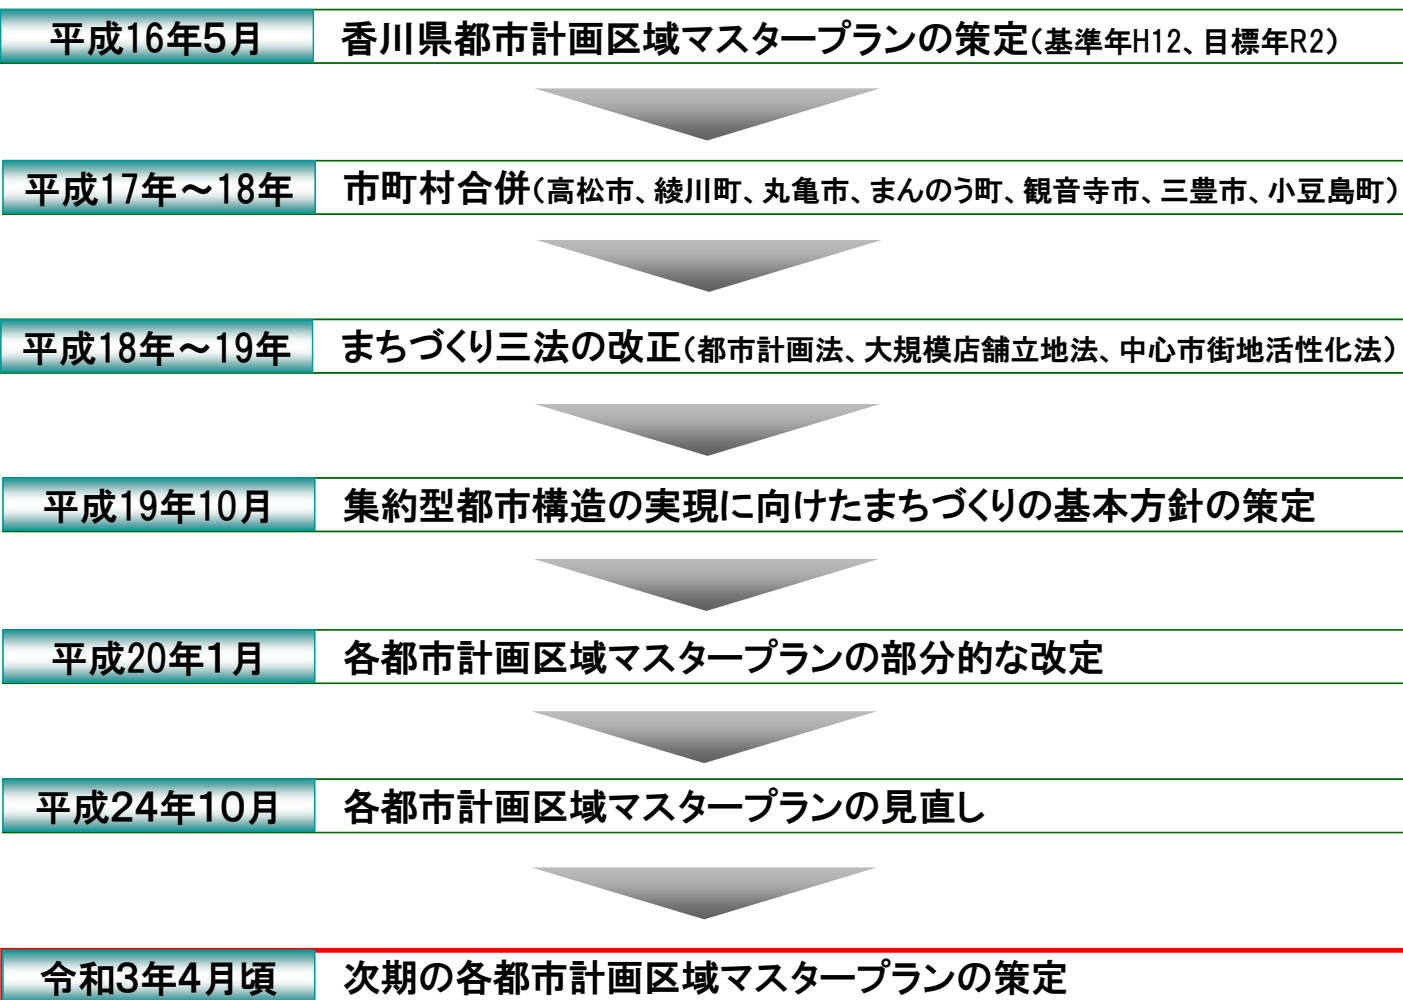 平成16年5月 香川県都市計画区域マスタープランの策定(基準年H12、目標年R2)
平成17年～18年 市町村合併(高松市、綾川町、丸亀市、まんのう町、観音寺市、三豊市、小豆島町)
平成18年～19年 まちづくり三法の改正(都市計画法、大規模店舗立地法、中心市街地活性化法)
平成19年10月 集約型都市構造の実現に向けたまちづくりの基本方針の策定
平成20年1月 各都市計画区域マスタープランの部分的な改定
平成24年10月 各都市計画区域マスタープランの見直し
令和3年4月頃 次期の各都市計画区域マスタープランの策定